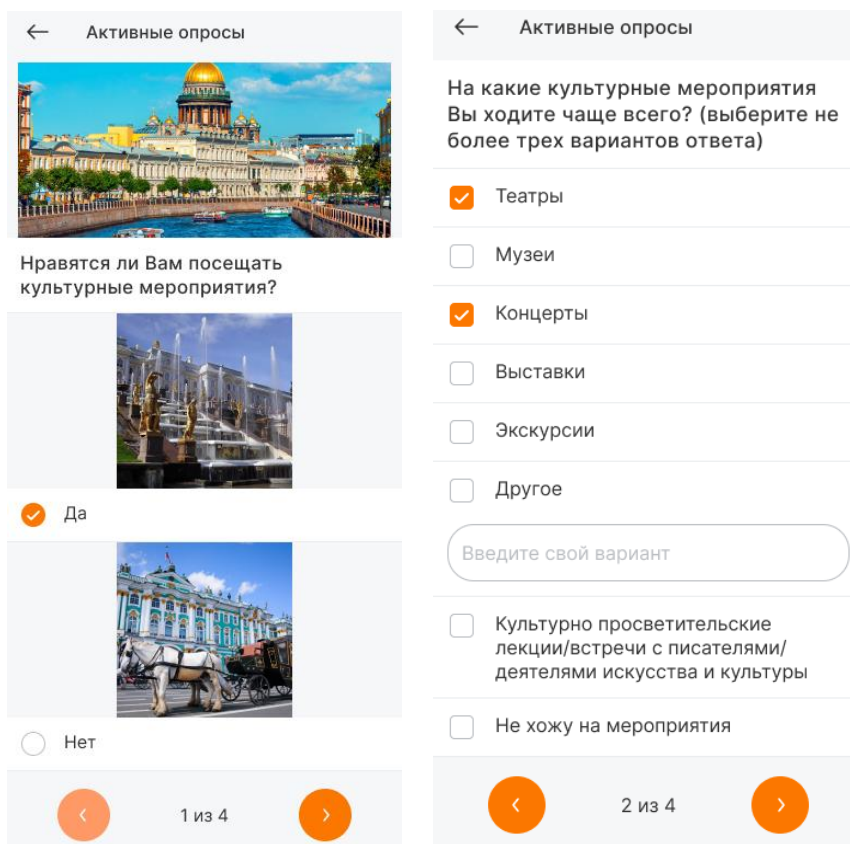 Активные опросы
Нравятся ли Вам посещать
культурные мероприятия?
Да
Нет
1 из 4
Активные опросы
На какие культурные мероприятия
Вы ходите чаще всего? (выберите не
более трех вариантов ответа)
Театры
Музеи
Концерты
Выставки
Экскурсии
Другое
Введите свой вариант
Культурно просветительские
лекции/встречи с писателями/
деятелями искусства и культуры
Не хожу на мероприятия
2 из 4